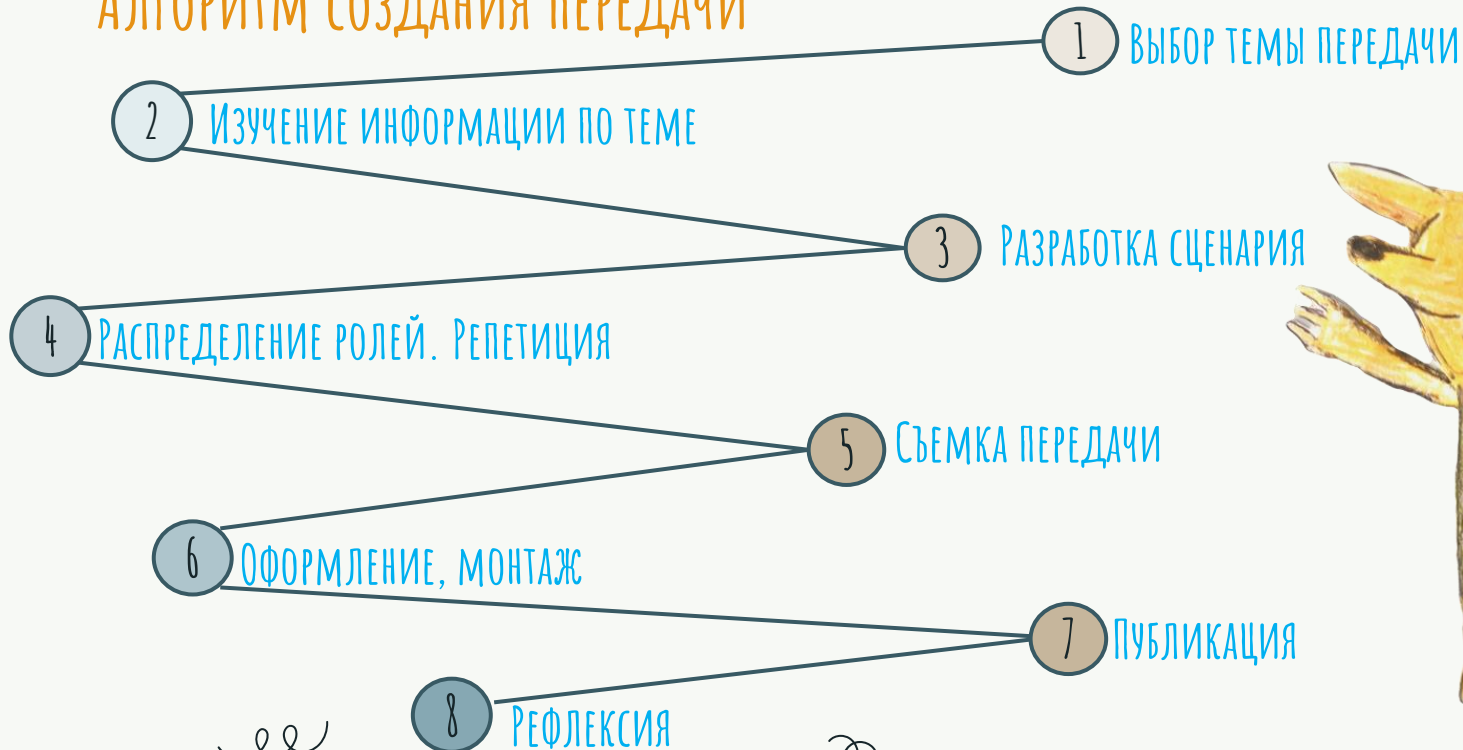 Алгоритм создания передачи
1 Выбор темы передачи
2 Изучение информации по теме
3 Разработка сценария
4 Распределение ролей. Репетиция
5 Съемка передачи
6 Оформление, монтаж
7 Публикация
8 Рефлексия